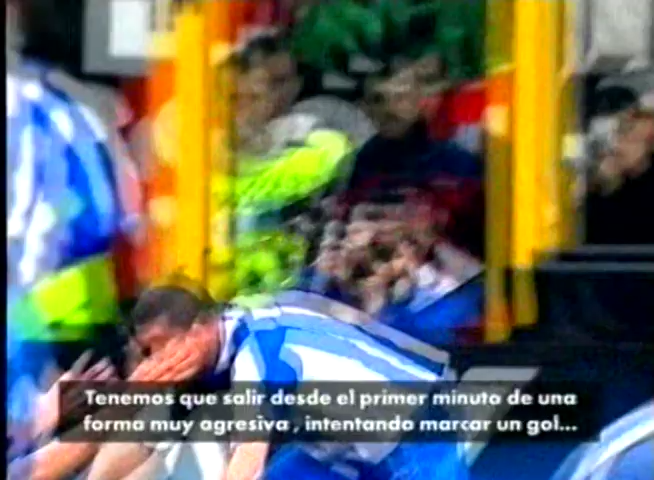 Tenemos que salir desde el primer minuto de una
forma muy agresiva , intentando marcar un gol...